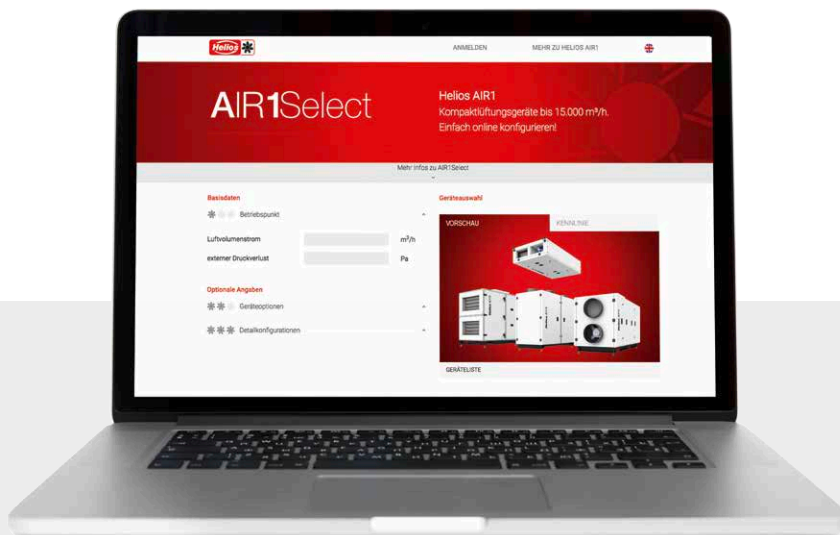 Helios
ANMELDEN
MEHR ZU HELIOS AIR1
AIR1Select
Helios AIR1
Kompaktlüftungsgeräte bis 15.000 m³/h.
Einfach online konfigurieren!
Mehr Infos zu AIR1Select
Basisdaten
Betriebspunkt
Luftvolumenstrom
m³/h
externer Druckverlust
Pa
Optionale Angaben
Geräteoptionen
Detailkonfigurationen
Geräteauswahl
VORSCHAU
KENNLINIE
GERÄTELISTE